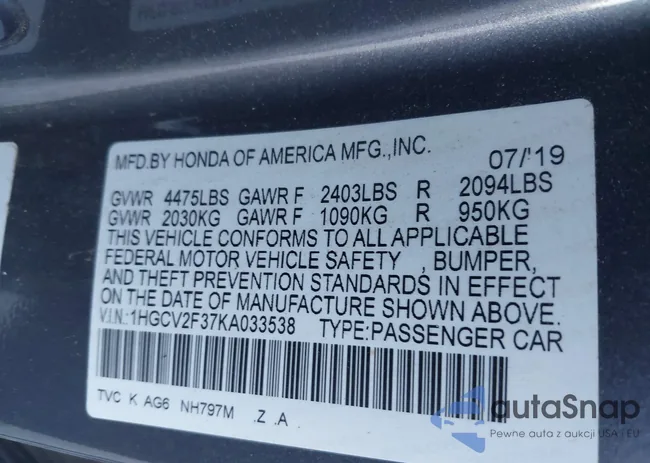 MFD.BY HONDA OF AMERICA MFG.,INC. 07/'19
GVWR 4475LBS GAWR F 2403LBS R 2094LBS
GVWR 2030KG GAWR F 1090KG R 950KG
THIS VEHICLE CONFORMS TO ALL APPLICABLE
FEDERAL MOTOR VEHICLE SAFETY , BUMPER,
AND THEFT PREVENTION STANDARDS IN EFFECT
ON THE DATE OF MANUFACTURE SHOWN ABOVE.
V.I.N.:1HGCV2F37KA033538 TYPE:PASSENGER CAR
TVC K AG6 NH797M .Z .A
autaSnap
Pewne auta z aukcji USA i EU